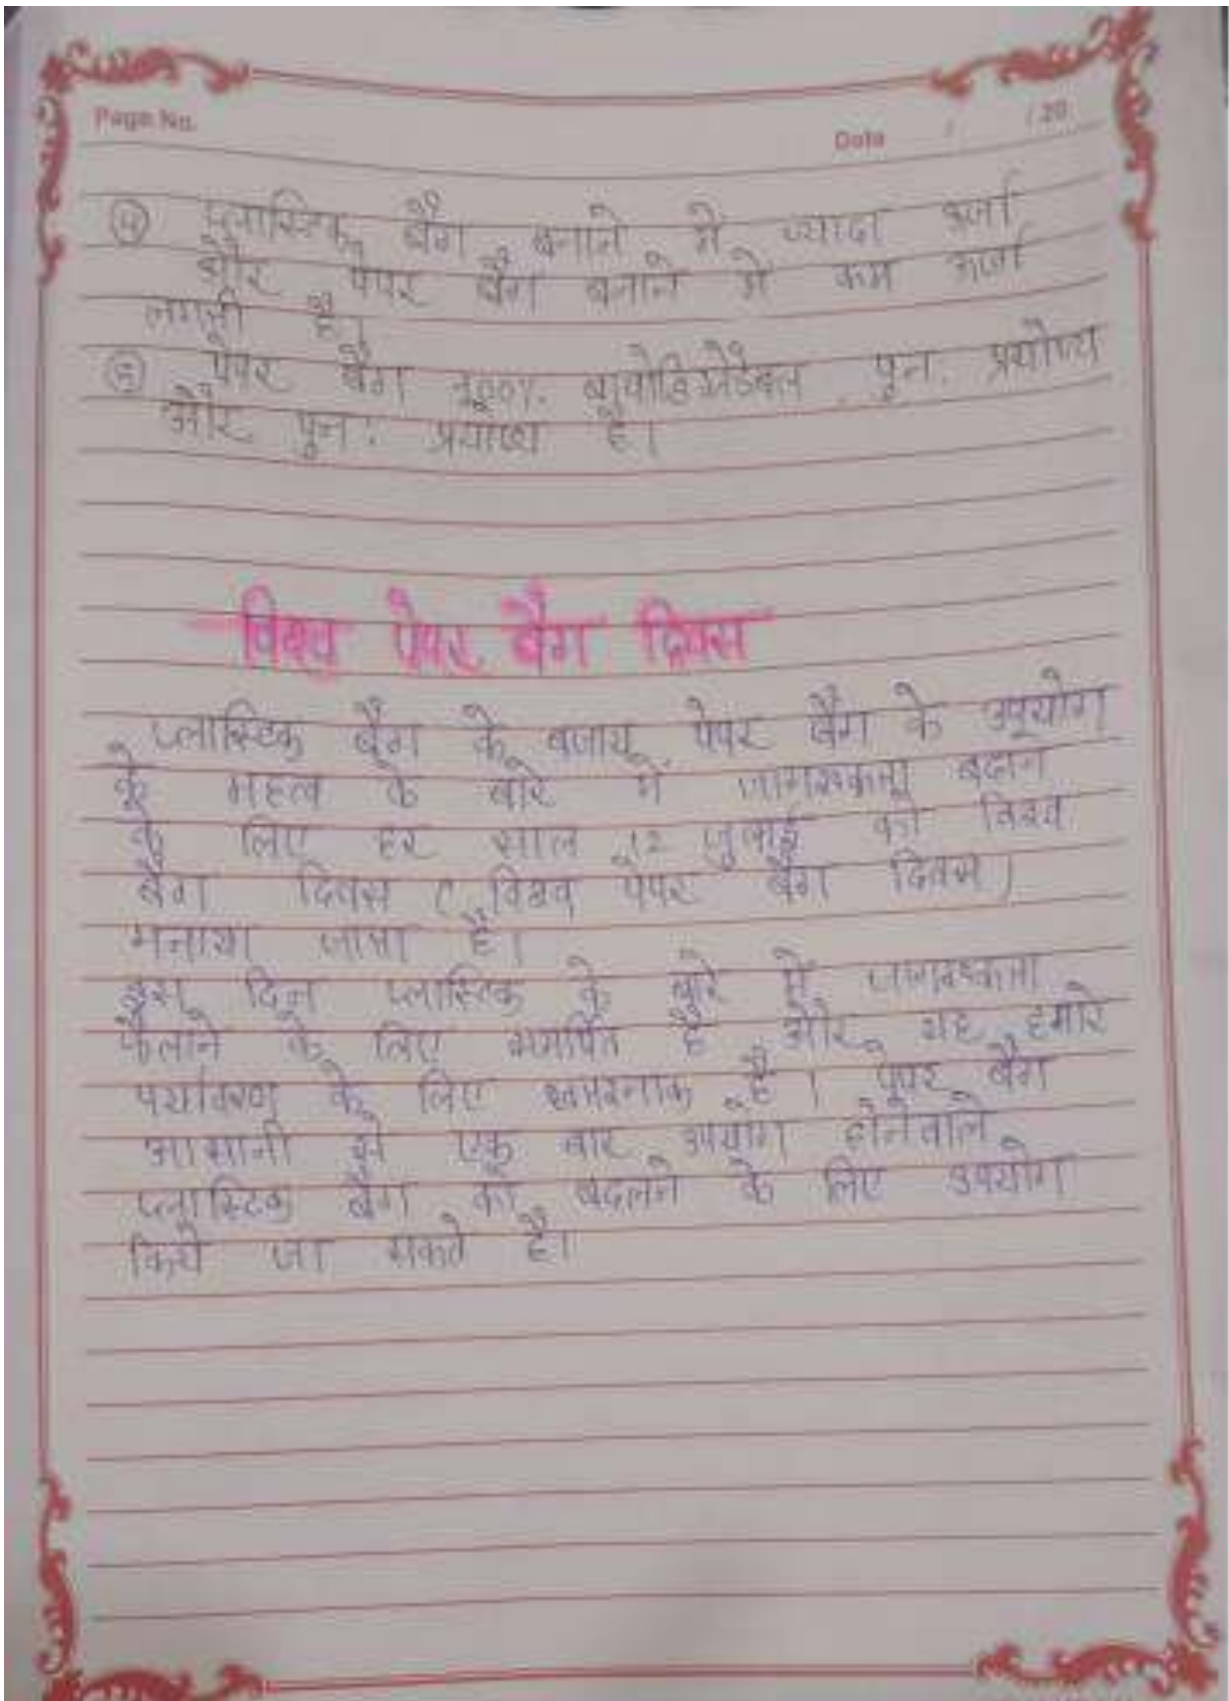 Page No.
Date / / 20
④ प्लास्टिक बैग बनाने मे ज्यादा ऊर्जा
और पेपर बैग बनाने मे कम ऊर्जा
लगती है।
⑤ पेपर बैग १००% पुन. प्रयोज्य
और पुन: प्रयोज्य है।
विश्व पेपर बैग दिवस
प्लास्टिक बैग के बजाय पेपर बैग के उपयोग
के महत्व के बारे में जागरूकता बढ़ान
के लिए हर साल 12 जुलाई को विश्व
बैग दिवस ( विश्व पेपर बैग दिवस )
मनाया जाता है।
इस दिन प्लास्टिक के बारे में जागरूकता
फैलाने के लिए समर्पित है और यह हमारे
पर्यावरण के लिए खतरनाक है। पेपर बैग
आसानी से एक बार उपयोग होनेवाले
प्लास्टिक बैग को बदलने के लिए उपयोग
किये जा सकते है।